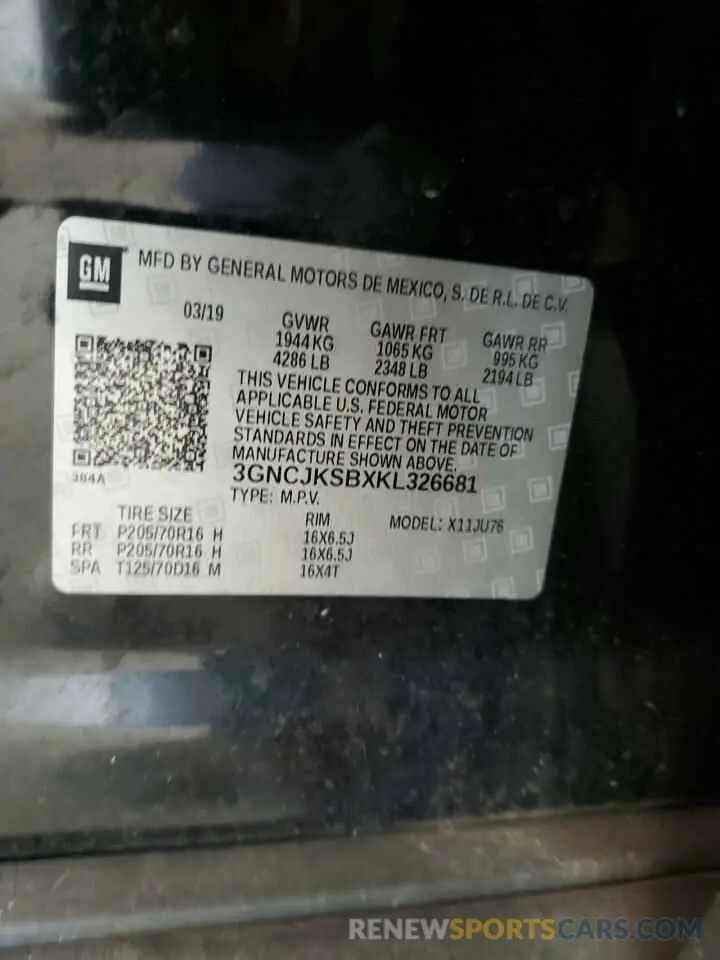 GM
MFD BY GENERAL MOTORS DE MEXICO, S. DE R.L. DE C.V.
03/19
GVWR GAWR FRT GAWR RR
1944 KG 1065 KG 995 KG
4286 LB 2348 LB 2194 LB
THIS VEHICLE CONFORMS TO ALL
APPLICABLE U.S. FEDERAL MOTOR
VEHICLE SAFETY AND THEFT PREVENTION
STANDARDS IN EFFECT ON THE DATE OF
MANUFACTURE SHOWN ABOVE.
384A
3GNCJKSBXKL326681
TYPE: M.P.V.
TIRE SIZE RIM MODEL: X11JU76
FRT P205/70R16 H 16X6.5J
RR P205/70R16 H 16X6.5J
SPA T125/70D16 M 16X4T
RENEWSPORTSCARS.COM